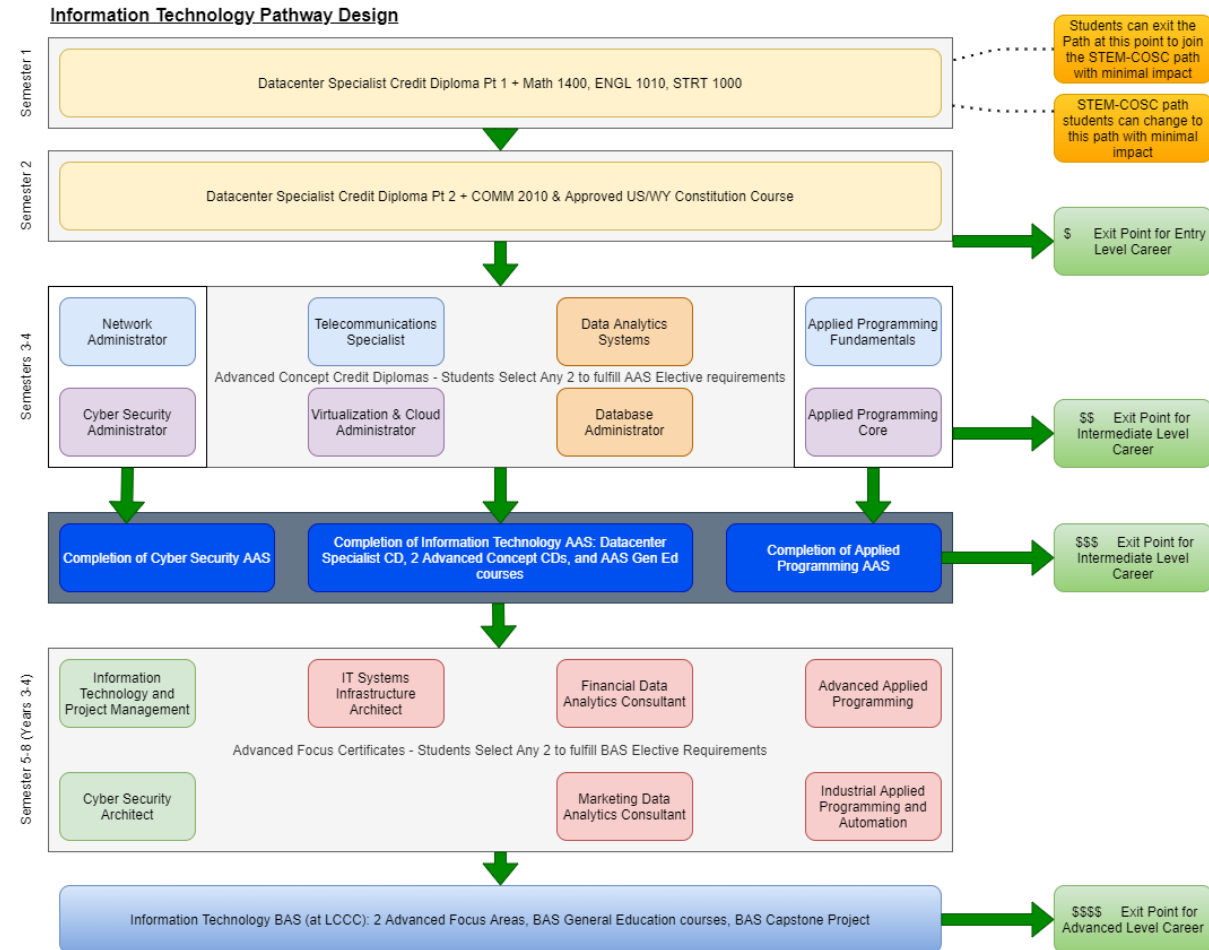 Information Technology Pathway Design
Semester 1
Datacenter Specialist Credit Diploma Pt 1 + Math 1400, ENGL 1010, STRT 1000
Students can exit the
Path at this point to join
the STEM-COSC path
with minimal impact
STEM-COSC path
students can change to
this path with minimal
impact
Semester 2
Datacenter Specialist Credit Diploma Pt 2 + COMM 2010 & Approved US/WY Constitution Course
$ Exit Point for Entry
Level Career
Semesters 3-4
Network
Administrator
Telecommunications
Specialist
Data Analytics
Systems
Applied Programming
Fundamentals
Advanced Concept Credit Diplomas - Students Select Any 2 to fulfill AAS Elective requirements
Cyber Security
Administrator
Virtualization & Cloud
Administrator
Database
Administrator
Applied Programming
Core
$$ Exit Point for
Intermediate Level
Career
Completion of Cyber Security AAS
Completion of Information Technology AAS: Datacenter
Specialist CD, 2 Advanced Concept CDs, and AAS Gen Ed
courses
Completion of Applied
Programming AAS
$$$ Exit Point for
Intermediate Level
Career
Semester 5-8 (Years 3-4)
Information
Technology and
Project Management
IT Systems
Infrastructure
Architect
Financial Data
Analytics Consultant
Advanced Applied
Programming
Advanced Focus Certificates - Students Select Any 2 to fulfill BAS Elective Requirements
Cyber Security
Architect
Marketing Data
Analytics Consultant
Industrial Applied
Programming and
Automation
Information Technology BAS (at LCCC): 2 Advanced Focus Areas, BAS General Education courses, BAS Capstone Project
$$$$ Exit Point for
Advanced Level Career